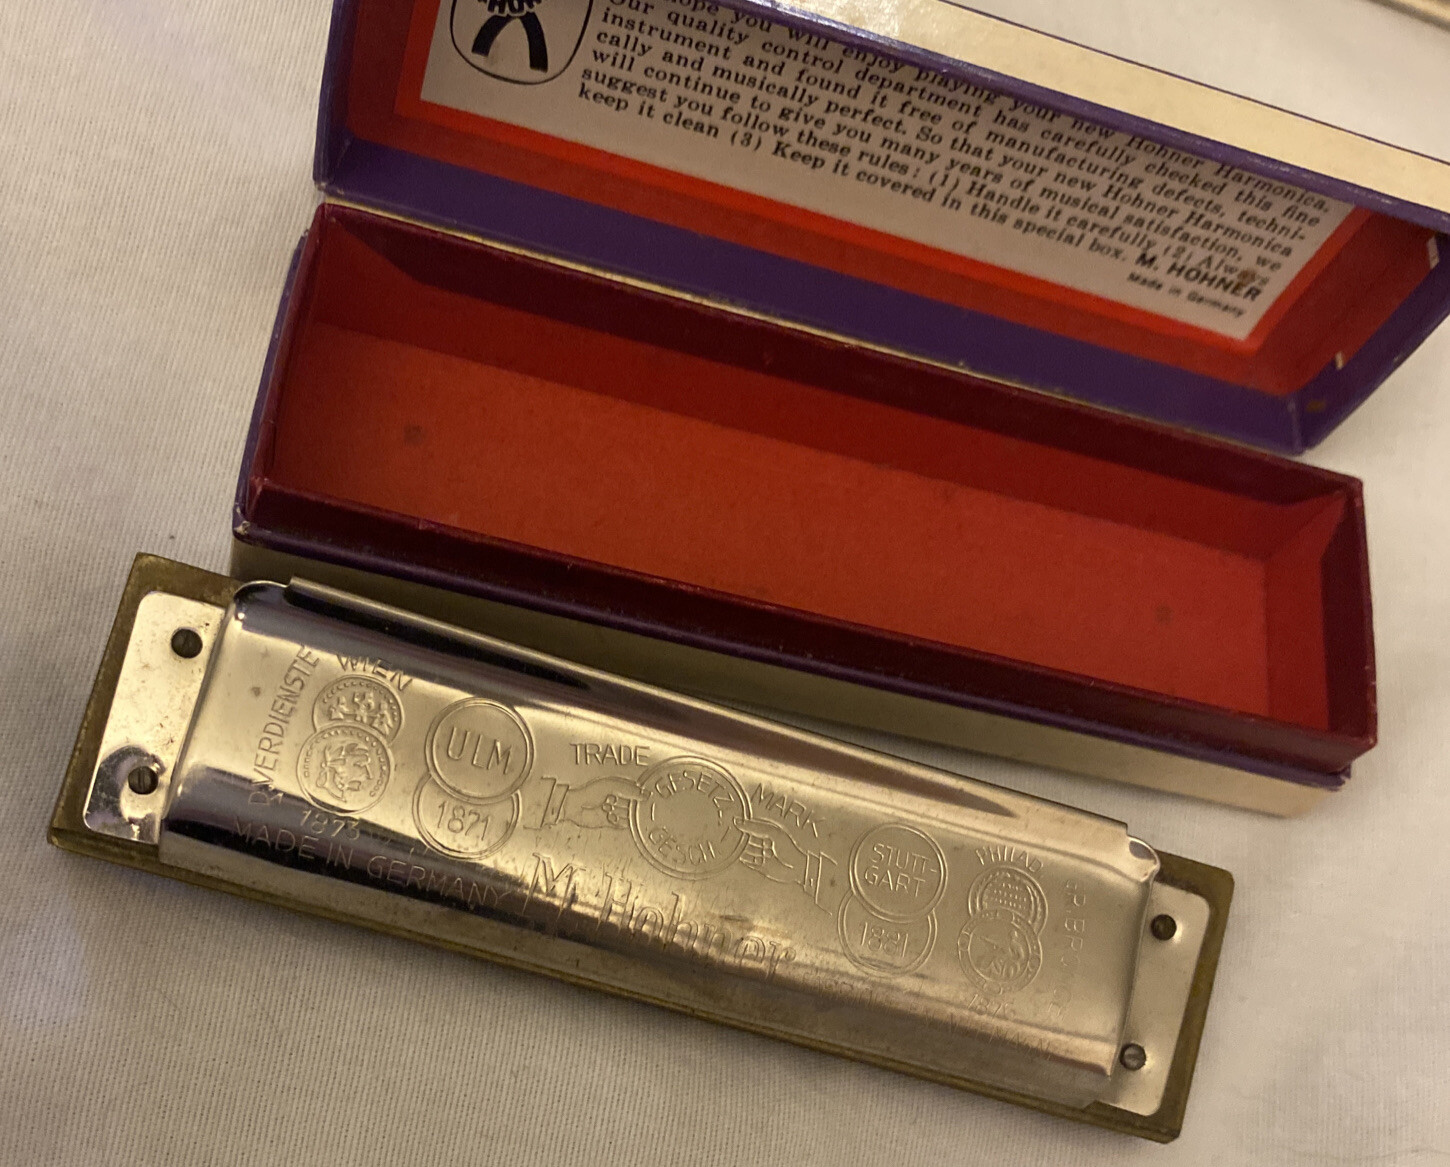 HOH
hope you will enjoy playing your new Hohner Harmonica.
Our quality control department has carefully checked this fine
instrument and found it free of manufacturing defects, techni-
cally and musically perfect. So that your new Hohner Harmonica
will continue to give you many years of musical satisfaction, we
suggest you follow these rules: (1) Handle it carefully (2) Always
keep it clean (3) Keep it covered in this special box.
M. HOHNER
Made in Germany
WIEN
1873
ULM
1871
TRADE
GESETZ.
GESCH.
MARK
STUTT-
GART
1881
PHILAD.
MADE IN GERMANY
M. Hohner